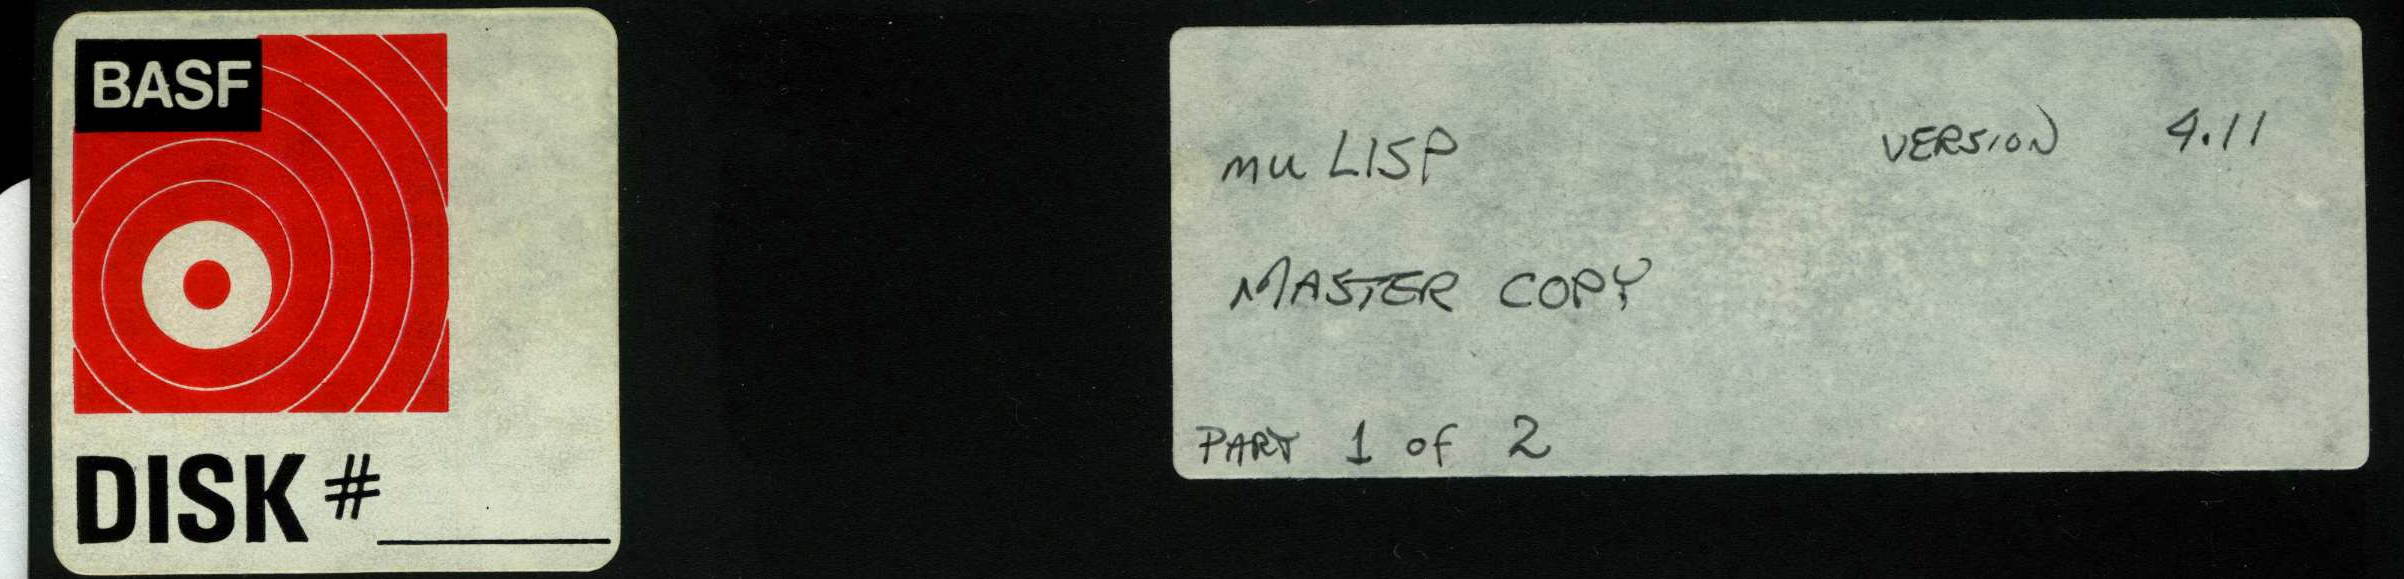 BASF
DISK #
mu LISP VERSION 4.11
MASTER COPY
PART 1 of 2